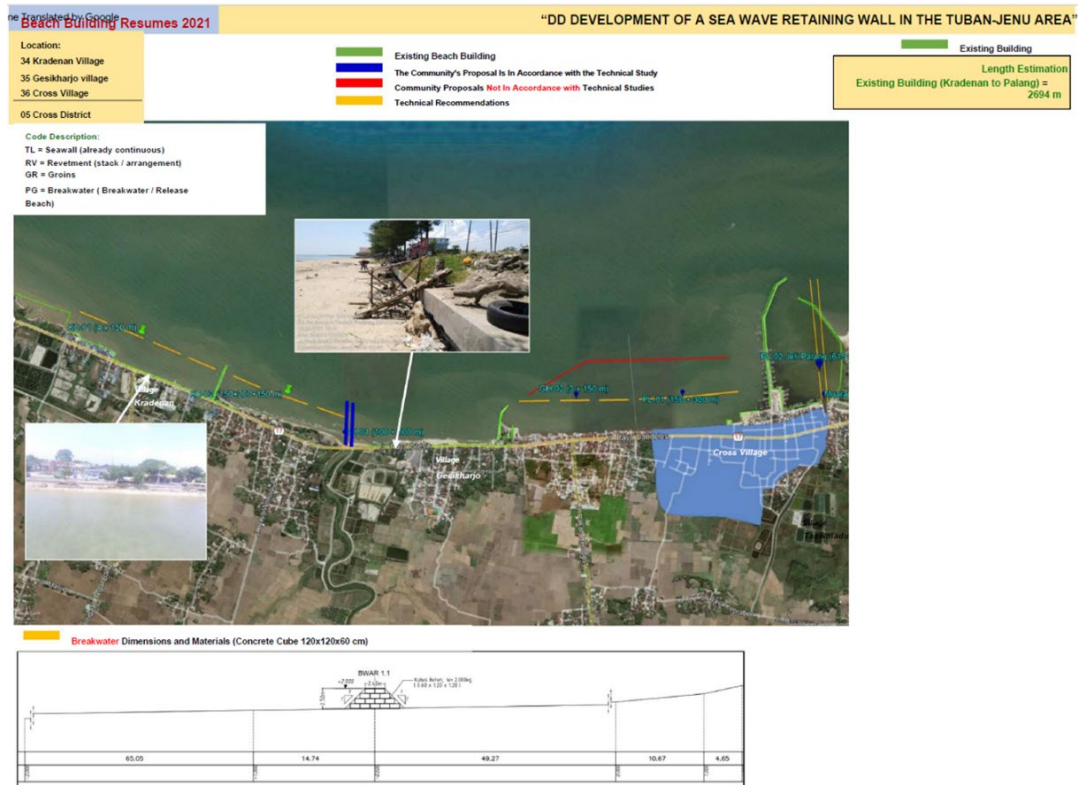 ne Translated by Google
Beach Building Resumes 2021
“DD DEVELOPMENT OF A SEA WAVE RETAINING WALL IN THE TUBAN-JENU AREA”
Location:
34 Kradenan Village
35 Gesikharjo village
36 Cross Village
05 Cross District
Existing Beach Building
The Community's Proposal Is In Accordance with the Technical Study
Community Proposals Not In Accordance with Technical Studies
Technical Recommendations
Existing Building
Length Estimation
Existing Building (Kradenan to Palang) =
2694 m
Code Description:
TL = Seawall (already continuous)
RV = Revetment (stack / arrangement)
GR = Groins
PG = Breakwater ( Breakwater / Release
Beach)
Village
Kradenan
Village
Gesikharjo
Cross Village
Breakwater Dimensions and Materials (Concrete Cube 120x120x60 cm)
BWAR 1.1
65.05
14.74
49.27
10.67
4.65